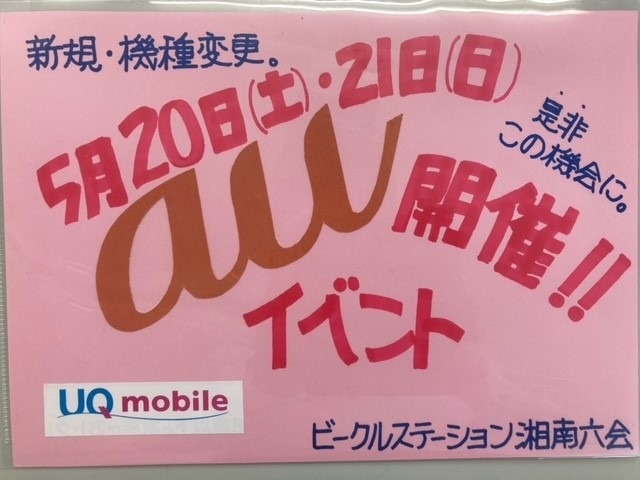 新規・機種変更。
5月20日(土)・21日(日)
是非
この機会に。
au
開催!!
イベント
UQ mobile
ビークルステーション湘南六会